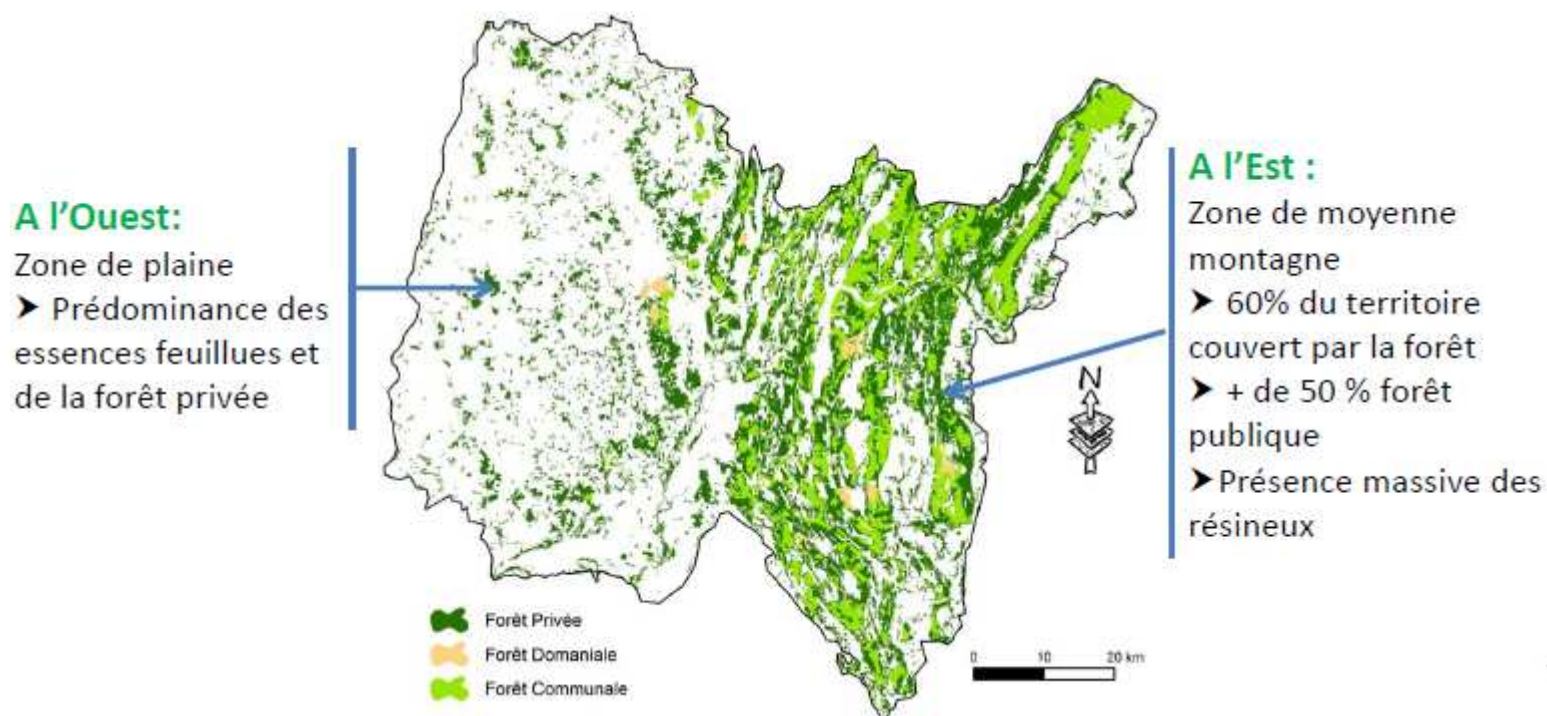 A l'Ouest:
Zone de plaine
➤ Prédominance des
essences feuillues et
de la forêt privée
A l'Est :
Zone de moyenne
montagne
➤ 60% du territoire
couvert par la forêt
➤ + de 50 % forêt
publique
➤Présence massive des
résineux
N
Forêt Privée
Forêt Domaniale
Forêt Communale
0 10 20 km